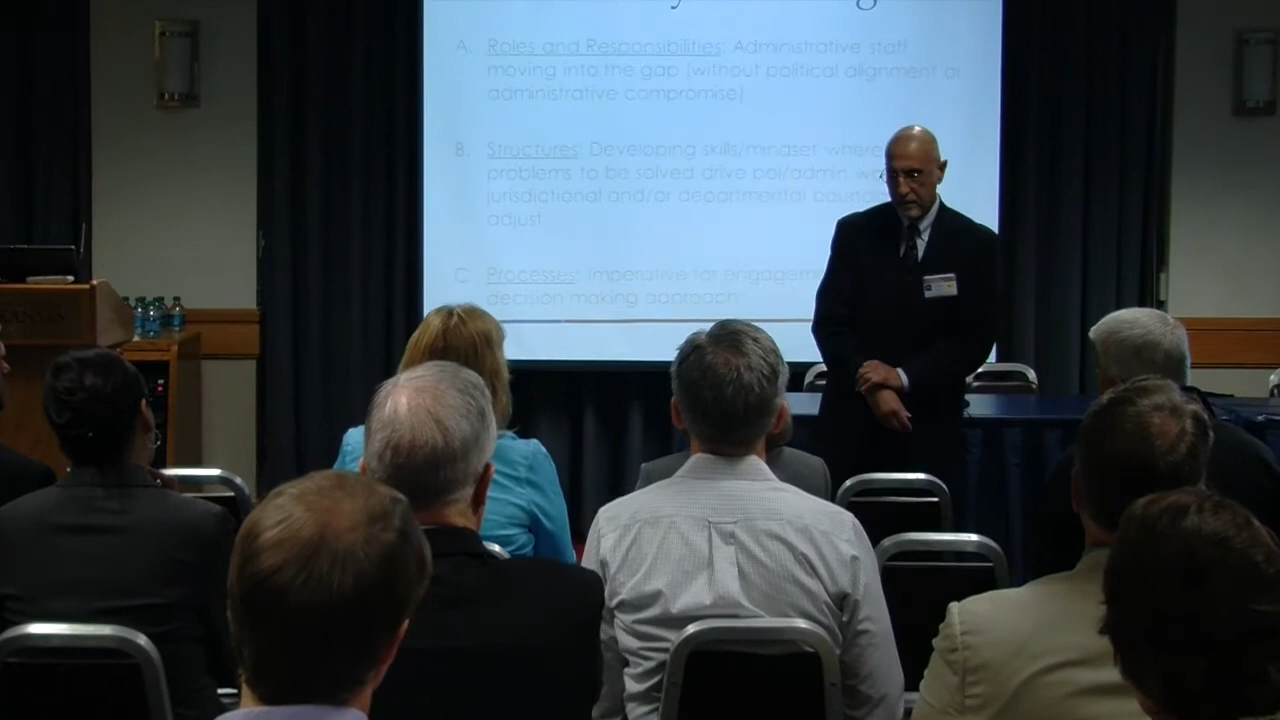 A. Roles and Responsibilities: Administrative staff
moving into the gap (without political alignment or
administrative compromise)
B. Structures: Developing skills/mindset where
problems to be solved drive pol/admin
jurisdictional and/or departmental
adjust
C. Processes: Imperative for
decision making approach
KANSAS